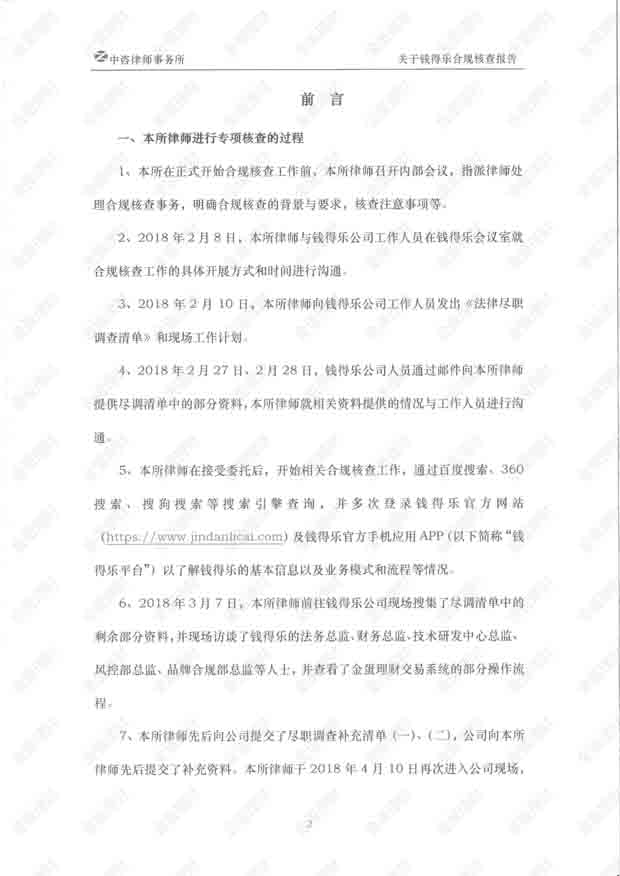 中咨律师事务所 关于钱得乐合规核查报告
前 言
一、本所律师进行专项核查的过程
1、本所在正式开始合规核查工作前，本所律师召开内部会议，指派律师处
理合规核查事务，明确合规核查的背景与要求，核查注意事项等。
2、2018 年 2 月 8 日，本所律师与钱得乐公司工作人员在钱得乐会议室就
合规核查工作的具体开展方式和时间进行沟通。
3、2018 年 2 月 10 日，本所律师向钱得乐公司工作人员发出《法律尽职
调查清单》和现场工作计划。
4、2018 年 2 月 27 日、2 月 28 日，钱得乐公司人员通过邮件向本所律师
提供尽调清单中的部分资料，本所律师就相关资料提供的情况与工作人员进行沟
通。
5、本所律师在接受委托后，开始相关合规核查工作，通过百度搜索、360
搜索、搜狗搜索等搜索引擎查询，并多次登录钱得乐官方网站
（https://www.jindanlicai.com）及钱得乐官方手机应用 APP（以下简称“钱
得乐平台”）以了解钱得乐的基本信息以及业务模式和流程等情况。
6、2018 年 3 月 7 日，本所律师前往钱得乐公司现场搜集了尽调清单中的
剩余部分资料，并现场访谈了钱得乐的法务总监、财务总监、技术研发中心总监、
风控部总监、品牌合规部总监等人士，并查看了金蛋理财交易系统的部分操作流
程。
7、本所律师先后向公司提交了尽职调查补充清单（一）、（二），公司向本所
律师先后提交了补充资料。本所律师于 2018 年 4 月 10 日再次进入公司现场，
2